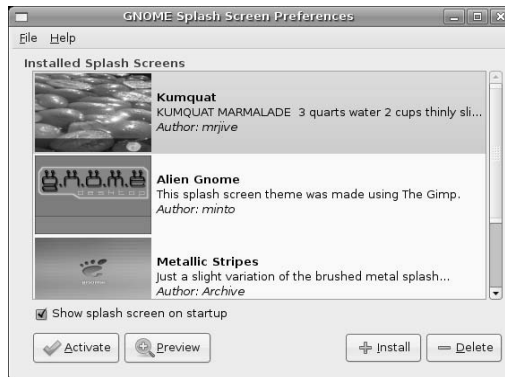 GNOME Splash Screen Preferences
File Help
Installed Splash Screens
Kumquat
KUMQUAT MARMALADE 3 quarts water 2 cups thinly sli...
Author: mrjive
g.n.o.m.e
desktop
Alien Gnome
This splash screen theme was made using The Gimp.
Author: minto
GNOME
Metallic Stripes
Just a slight variation of the brushed metal splash...
Author: Archive
Show splash screen on startup
Activate Preview Install Delete